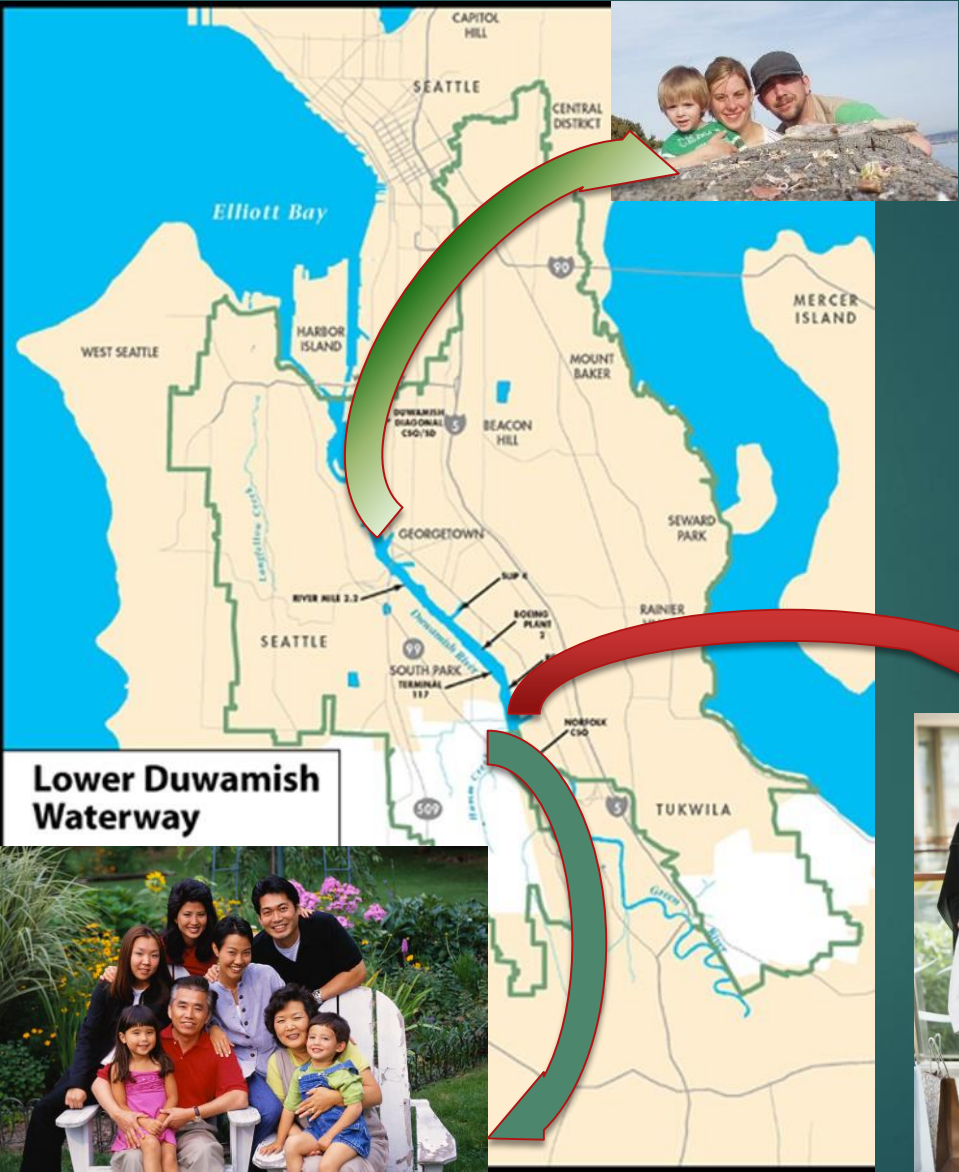 CAPITOL
HILL
SEATTLE
CENTRAL
DISTRICT
Elliott Bay
90
MERCER
ISLAND
HARBOR
ISLAND
WEST SEATTLE
MOUNT
BAKER
DUWAMISH
DIAGONAL
CSO/SD
5
BEACON
HILL
Longfellow Creek
SEWARD
PARK
GEORGETOWN
SLIP 4
RIVER MILE 2.2
RAINIER
BOEING
PLANT
2
Duwamish River
SEATTLE
99
SOUTH PARK
TERMINAL
117
NORFOLK
CSO
Lower Duwamish
Waterway
509
5
TUKWILA
Green
River